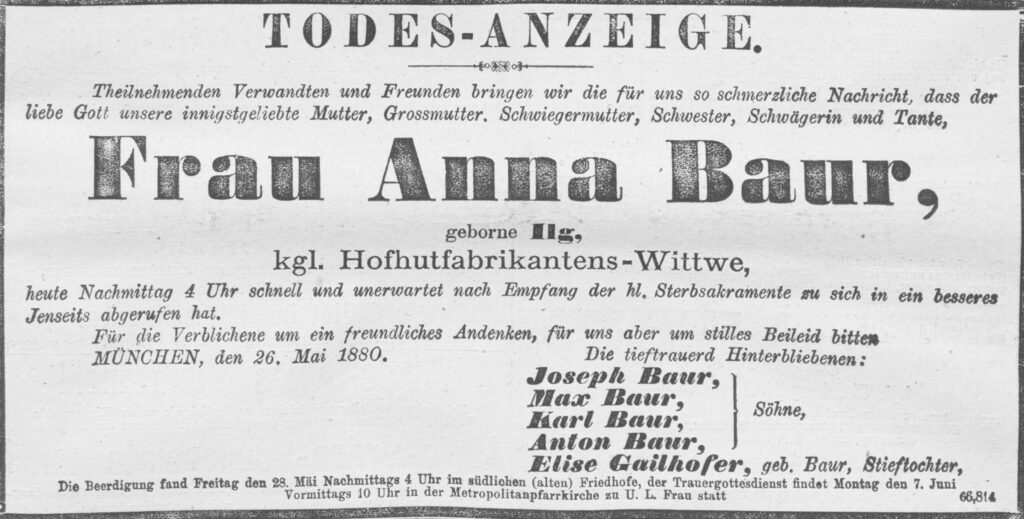 TODES-ANZEIGE.
Theilnehmenden Verwandten und Freunden bringen wir die für uns so schmerzliche Nachricht, dass der
liebe Gott unsere innigstgeliebte Mutter, Grossmutter, Schwiegermutter, Schwester, Schwägerin und Tante,
Frau Anna Baur,
geborne Ilg,
kgl. Hofhutfabrikantens-Wittwe,
heute Nachmittag 4 Uhr schnell und unerwartet nach Empfang der hl. Sterbsakramente zu sich in ein besseres
Jenseits abgerufen hat.
Für die Verblichene um ein freundliches Andenken, für uns aber um stilles Beileid bitten
MÜNCHEN, den 26. Mai 1880. Die tieftrauerd Hinterbliebenen:
Joseph Baur,
Max Baur,
Karl Baur,
Anton Baur,
Söhne,
Elise Gailhofer, geb. Baur, Stieftochter,
Die Beerdigung fand Freitag den 28. Mäi Nachmittags 4 Uhr im südlichen (alten) Friedhofe, der Trauergottesdienst findet Montag den 7. Juni
Vormittags 10 Uhr in der Metropolitanpfarrkirche zu U. L. Frau statt 66,814